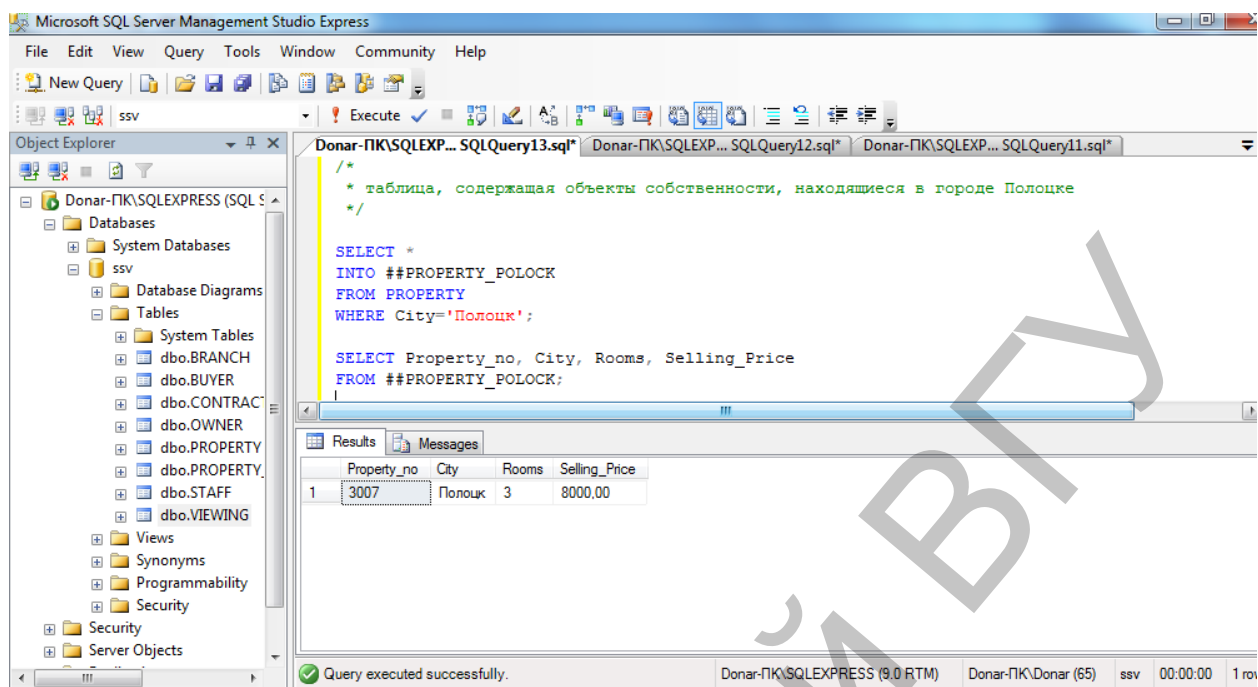 Microsoft SQL Server Management Studio Express
File Edit View Query Tools Window Community Help
New Query
ssv Execute
Object Explorer
Donar-ПК\SQLEXP... SQLQuery13.sql* Donar-ПК\SQLEXP... SQLQuery12.sql* Donar-ПК\SQLEXP... SQLQuery11.sql*
Donar-ПК\SQLEXPRESS (SQL S
Databases
System Databases
ssv
Database Diagrams
Tables
System Tables
dbo.BRANCH
dbo.BUYER
dbo.CONTRAC
dbo.OWNER
dbo.PROPERTY
dbo.PROPERTY_
dbo.STAFF
dbo.VIEWING
Views
Synonyms
Programmability
Security
Security
Server Objects
/*
* таблица, содержащая объекты собственности, находящиеся в городе Полоцке
*/
SELECT *
INTO ##PROPERTY_POLOCK
FROM PROPERTY
WHERE City='Полоцк';
SELECT Property_no, City, Rooms, Selling_Price
FROM ##PROPERTY_POLOCK;
Results Messages
Property_no City Rooms Selling_Price
1 3007 Полоцк 3 8000,00
Query executed successfully. Donar-ПК\SQLEXPRESS (9.0 RTM) Donar-ПК\Donar (65) ssv 00:00:00 1 rov
Й ВГУ